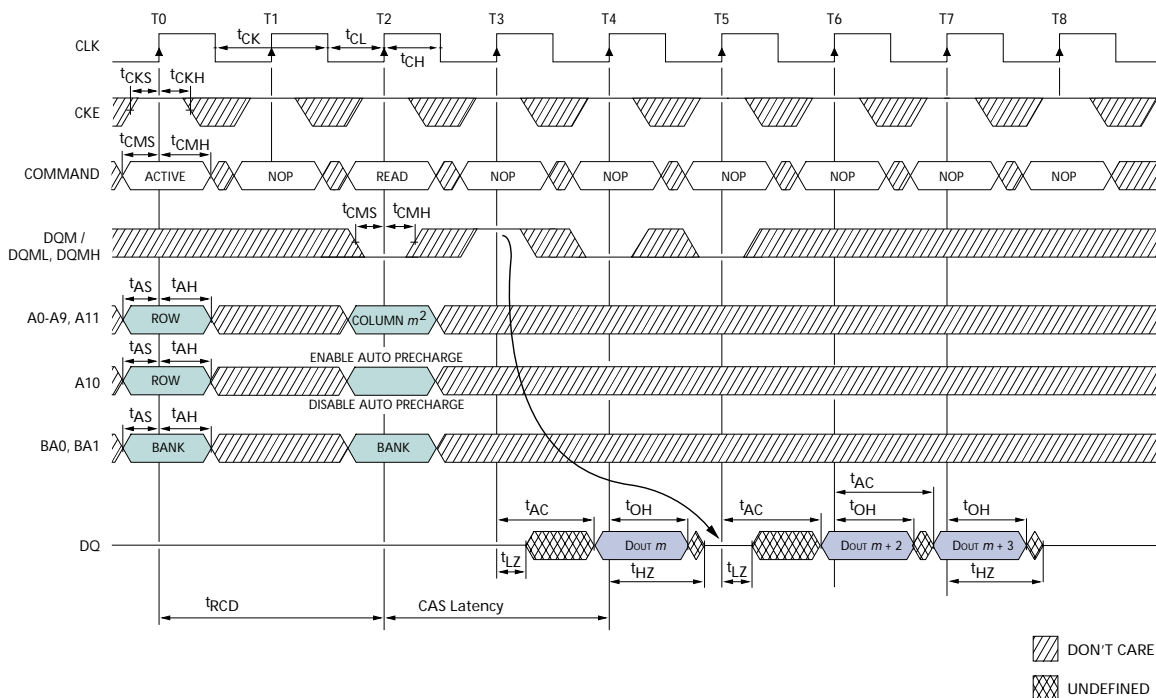 T0 T1 T2 T3 T4 T5 T6 T7 T8
CLK
tCK tCL
tCH
tCKS tCKH
CKE
tCMS tCMH
COMMAND ACTIVE NOP READ NOP NOP NOP NOP NOP NOP
tCMS tCMH
DQM /
DQML, DQMH
tAS tAH
A0-A9, A11 ROW COLUMN m2
tAS tAH ENABLE AUTO PRECHARGE
A10 ROW
DISABLE AUTO PRECHARGE
tAS tAH
BA0, BA1 BANK BANK
tAC
tAC tOH tAC tOH tOH
DQ DOUT m DOUT m + 2 DOUT m + 3
tLZ tHZ tLZ tHZ
tRCD CAS Latency
DON'T CARE
UNDEFINED